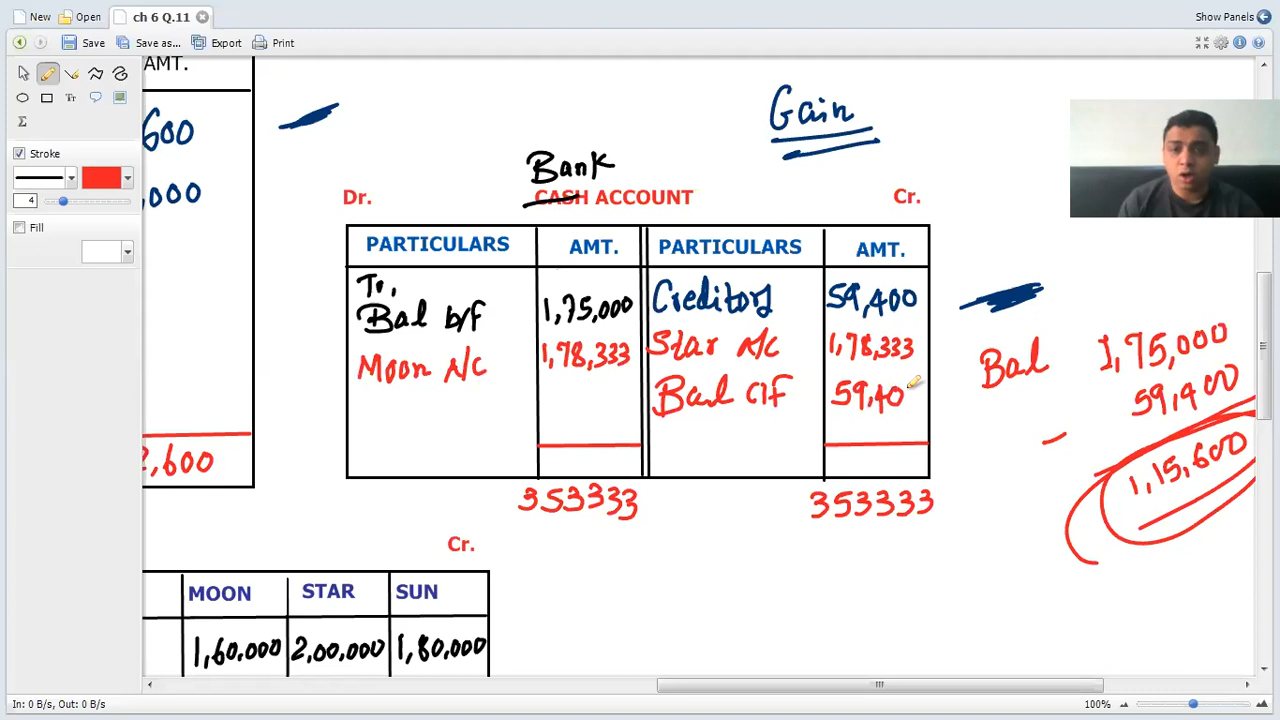 New Open ch 6 Q.11 Show Panels
Save Save as... Export Print
AMT.
Stroke
4
Fill
600
,000
2,600
Gain
Bank
Dr. CASH ACCOUNT Cr.
PARTICULARS AMT. PARTICULARS AMT.
To,
Bal b/f 1,75,000 Creditors 59,400
Moon A/c 1,78,333 Star A/c 1,78,333
Bal C/F 59,40
353333 353333
Bal 1,75,000
59,400
-
1,15,600
Cr.
MOON STAR SUN
1,60,000 2,00,000 1,80,000
In: 0 B/s, Out: 0 B/s 100%